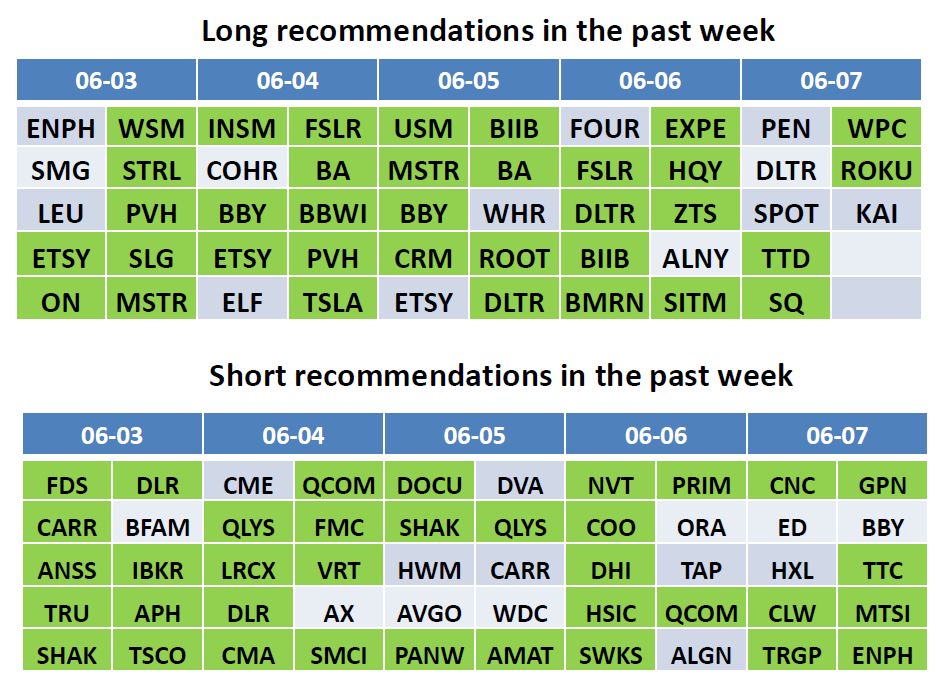 Long recommendations in the past week
06-03 06-04 06-05 06-06 06-07
ENPH WSM INSM FSLR USM BIIB FOUR EXPE PEN WPC
SMG STRL COHR BA MSTR BA FSLR HQY DLTR ROKU
LEU PVH BBY BBWI BBY WHR DLTR ZTS SPOT KAI
ETSY SLG ETSY PVH CRM ROOT BIIB ALNY TTD
ON MSTR ELF TSLA ETSY DLTR BMRN SITM SQ
Short recommendations in the past week
06-03 06-04 06-05 06-06 06-07
FDS DLR CME QCOM DOCU DVA NVT PRIM CNC GPN
CARR BFAM QLYS FMC SHAK QLYS COO ORA ED BBY
ANSS IBKR LRCX VRT HWM CARR DHI TAP HXL TTC
TRU APH DLR AX AVGO WDC HSIC QCOM CLW MTSI
SHAK TSCO CMA SMCI PANW AMAT SWKS ALGN TRGP ENPH